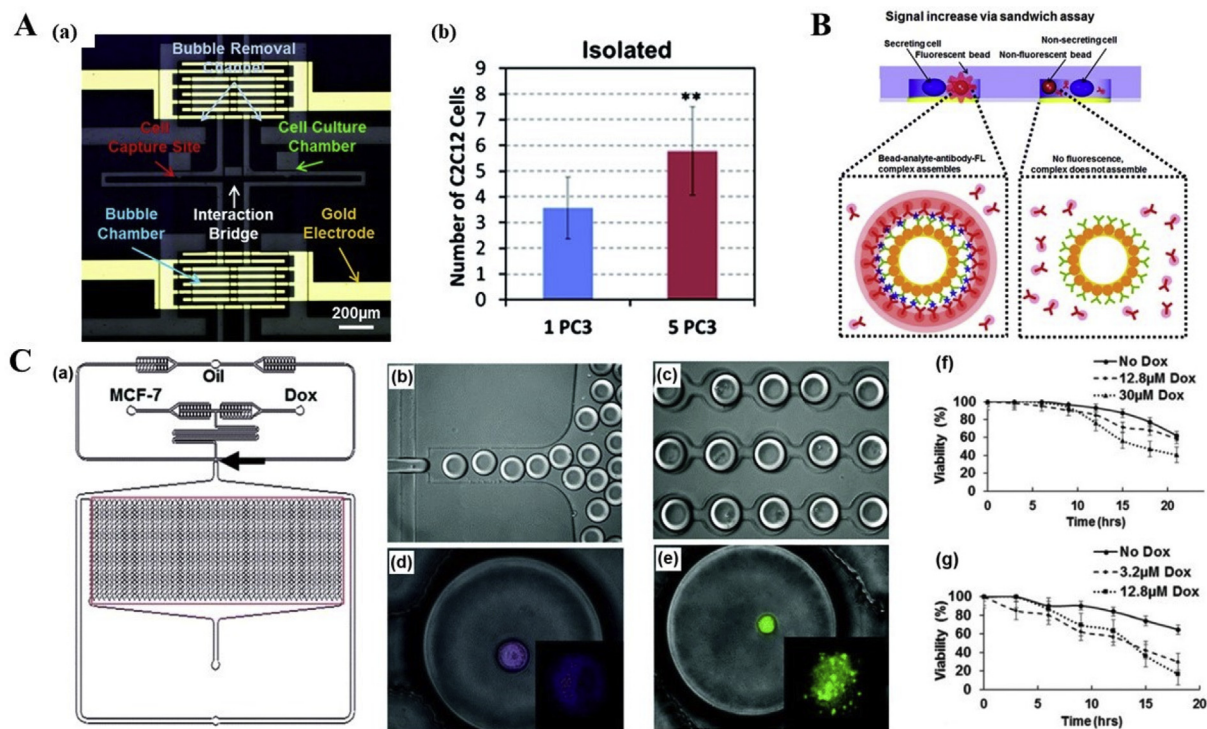 A
(a)
Bubble Removal
Chamber
Cell
Capture Site
Cell Culture
Chamber
Bubble
Chamber
Interaction
Bridge
Gold
Electrode
200µm
(b)
Isolated
Number of C2C12 Cells
9
8
7
6
5
4
3
2
1
0
**
1 PC3
5 PC3
B
Signal increase via sandwich assay
Secreting cell
Fluorescent bead
Non-secreting cell
Non-fluorescent bead
Bead-analyte-antibody-FL
complex assembles
No fluorescence,
complex does not assemble
C
(a)
Oil
MCF-7
Dox
(b)
(c)
(d)
(e)
(f)
No Dox
12.8µM Dox
30µM Dox
Viability (%)
100
80
60
40
20
0
0 5 10 15 20
Time (hrs)
(g)
No Dox
3.2µM Dox
12.8µM Dox
Viability (%)
100
80
60
40
20
0
0 5 10 15 20
Time (hrs)